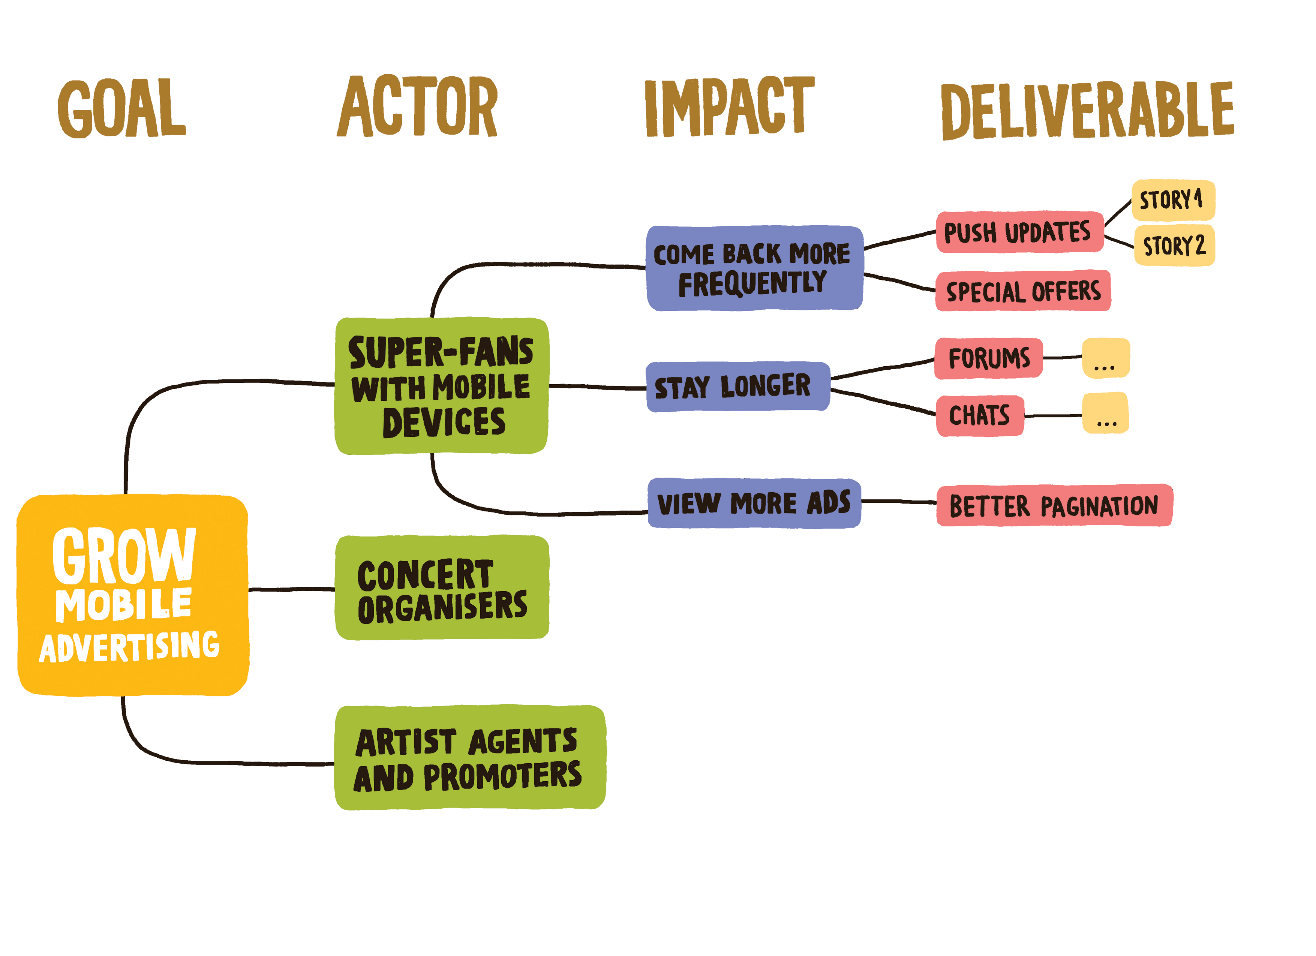 GOAL
ACTOR
IMPACT
DELIVERABLE
GROW
MOBILE
ADVERTISING
SUPER-FANS
WITH MOBILE
DEVICES
CONCERT
ORGANISERS
ARTIST AGENTS
AND PROMOTERS
COME BACK MORE
FREQUENTLY
STAY LONGER
VIEW MORE ADS
PUSH UPDATES
STORY 1
STORY 2
SPECIAL OFFERS
FORUMS
...
CHATS
...
BETTER PAGINATION